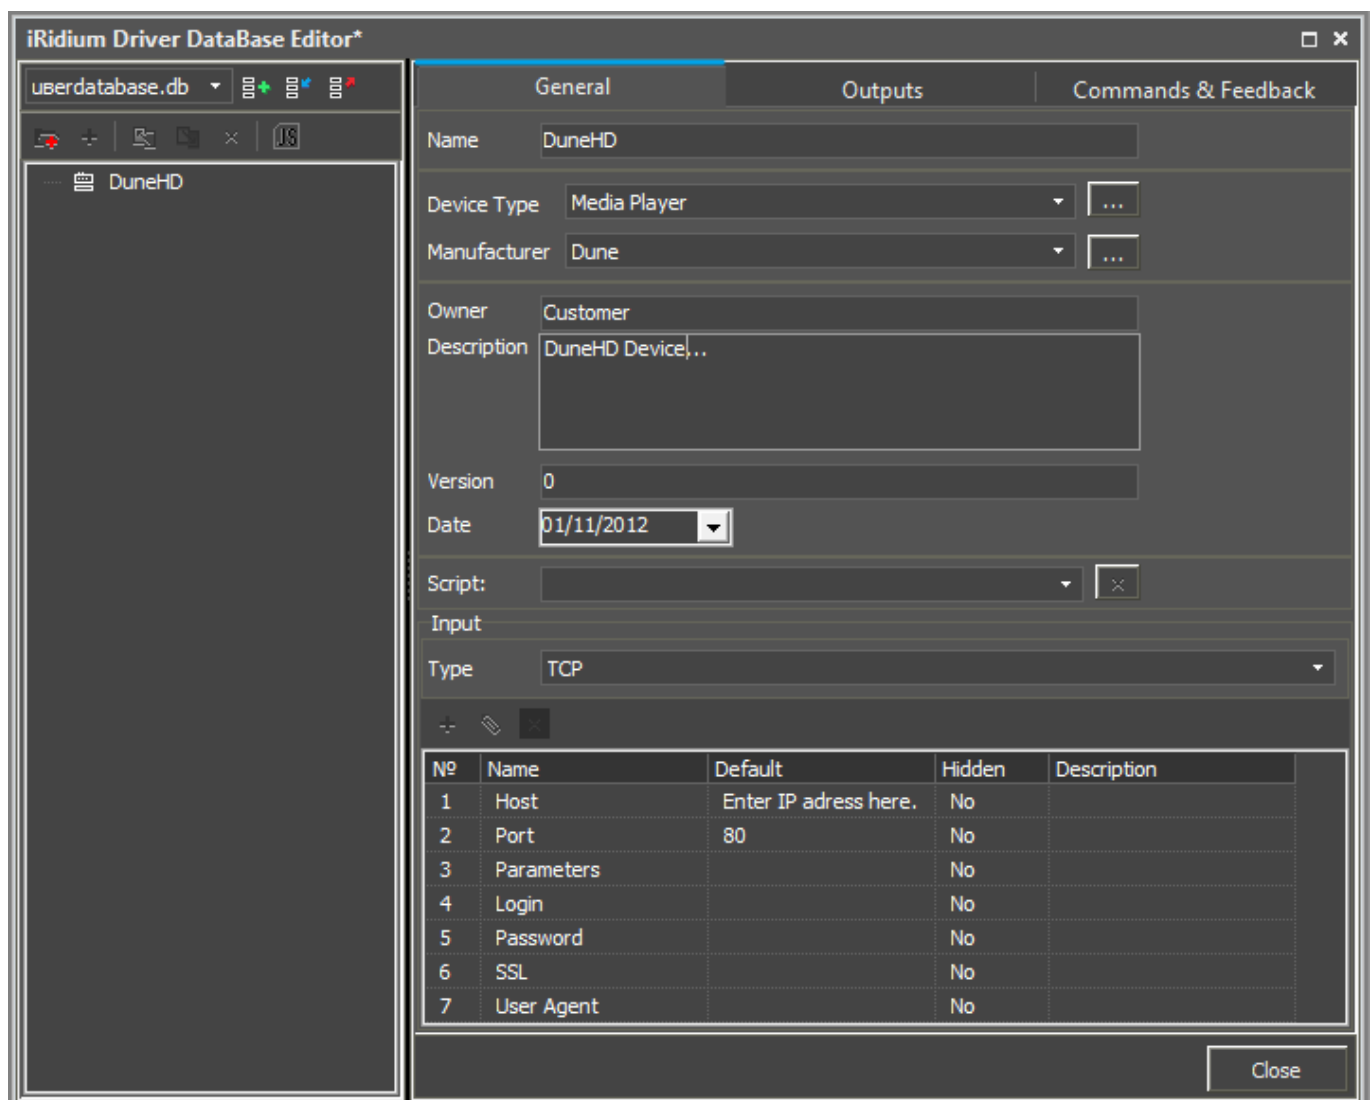 iRidium Driver DataBase Editor*
userdatabase.db
JS
DuneHD
General Outputs Commands & Feedback
Name DuneHD
Device Type Media Player ...
Manufacturer Dune ...
Owner Customer
Description DuneHD Device...
Version 0
Date 01/11/2012
Script:
Input
Type TCP
Nº Name Default Hidden Description
1 Host Enter IP adress here. No
2 Port 80 No
3 Parameters No
4 Login No
5 Password No
6 SSL No
7 User Agent No
Close